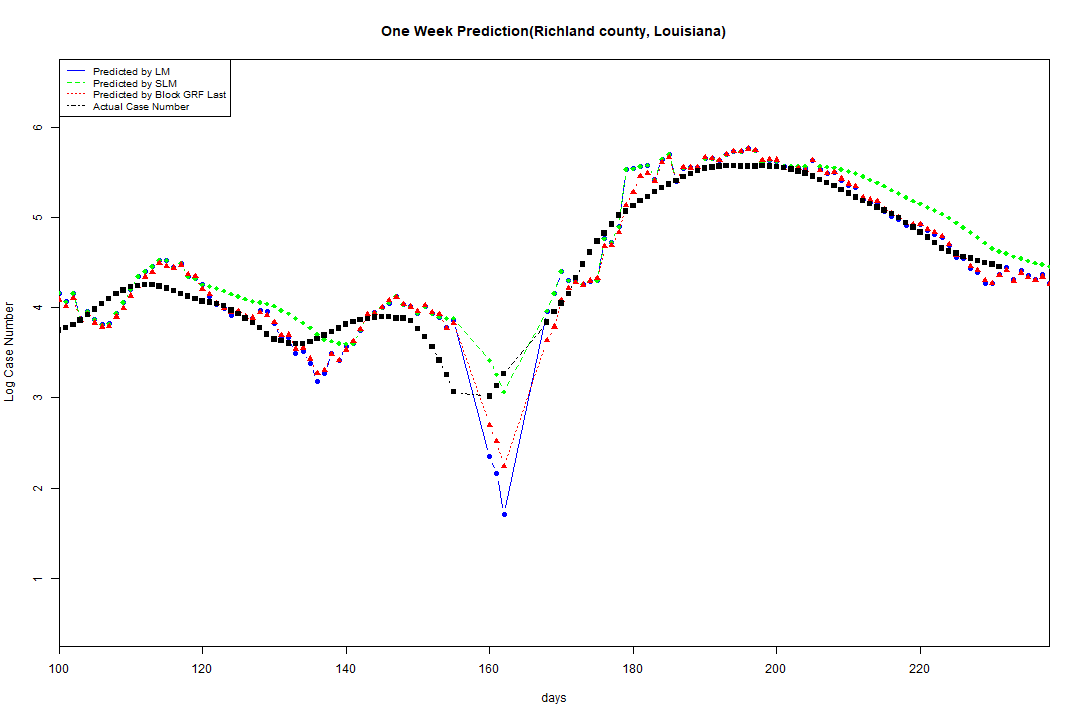 One Week Prediction(Richland county, Louisiana)
Predicted by LM
Predicted by SLM
Predicted by Block GRF Last
Actual Case Number
Log Case Number
6
5
4
3
2
1
100 120 140 160 180 200 220
days